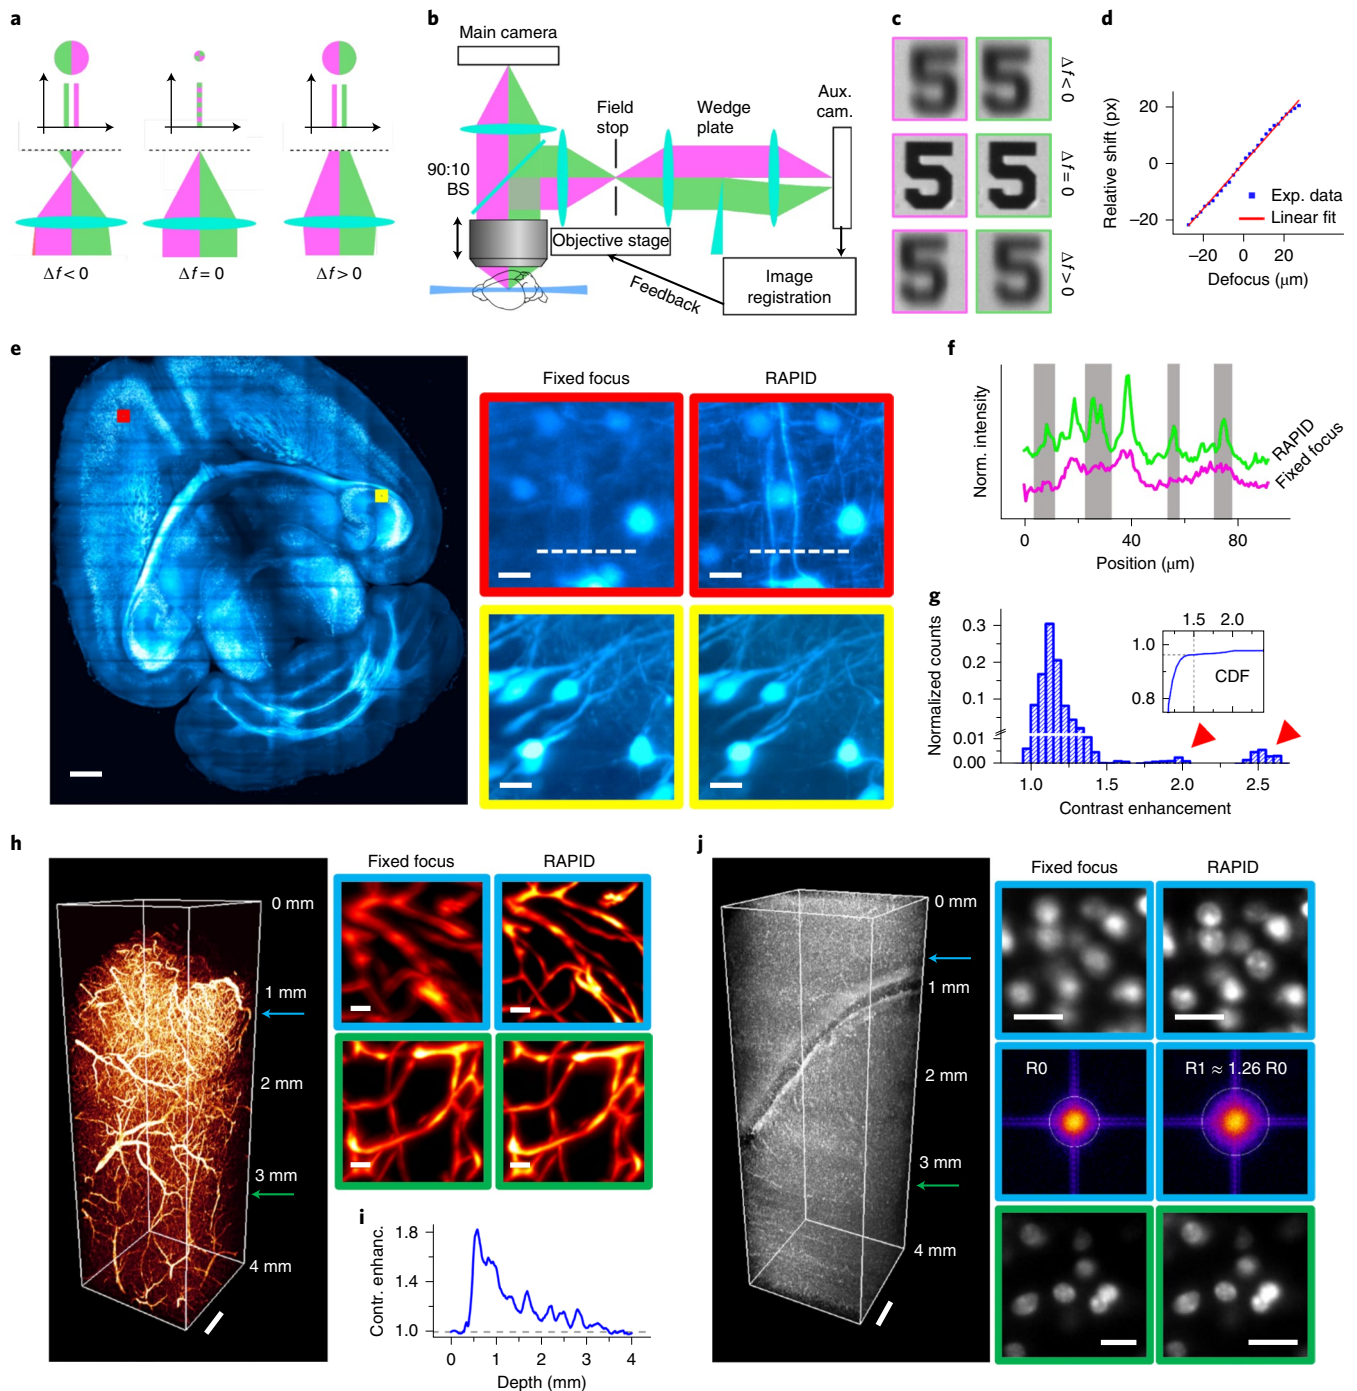 a
Δf < 0
Δf = 0
Δf > 0
b
Main camera
Field
stop
Wedge
plate
Aux.
cam.
90:10
BS
Objective stage
Feedback
Image
registration
c
Δf < 0
Δf = 0
Δf > 0
5 5
5 5
5 5
d
Relative shift (px)
20
0
–20
Exp. data
Linear fit
–20 0 20
Defocus (μm)
e
Fixed focus
RAPID
f
Norm. intensity
RAPID
Fixed focus
0 40 80
Position (μm)
g
Normalized counts
0.3
0.2
0.1
0.01
0.00
1.5 2.0
1.0
0.8
CDF
1.0 1.5 2.0 2.5
Contrast enhancement
h
0 mm
1 mm
2 mm
3 mm
4 mm
Fixed focus
RAPID
i
Contr. enhanc.
1.8
1.4
1.0
0 1 2 3 4
Depth (mm)
j
0 mm
1 mm
2 mm
3 mm
4 mm
Fixed focus
RAPID
R0
R1 ≈ 1.26 R0